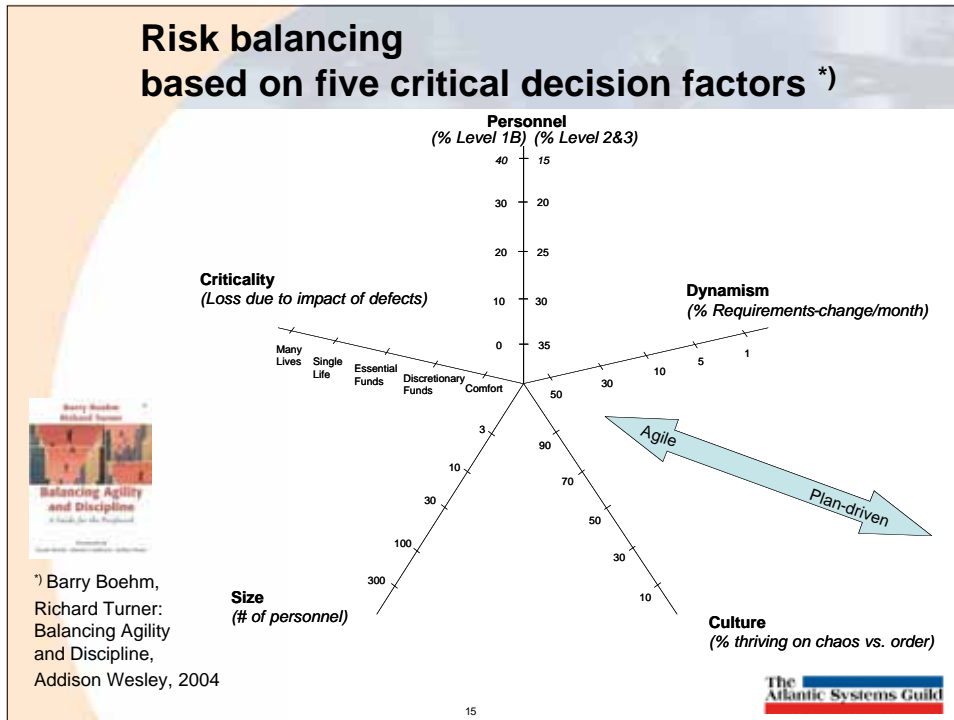 Risk balancing
based on five critical decision factors *)
Personnel
(% Level 1B) (% Level 2&3)
40 15
30 20
20 25
10 30
0 35
Criticality
(Loss due to impact of defects)
Many
Lives
Single
Life
Essential
Funds
Discretionary
Funds
Comfort
Dynamism
(% Requirements-change/month)
50
30
10
5
1
3
10
30
100
300
Size
(# of personnel)
90
70
50
30
10
Culture
(% thriving on chaos vs. order)
Agile
Plan-driven
Barry Boehm
Richard Turner
Balancing Agility
and Discipline
A Guide for the Perplexed
*) Barry Boehm,
Richard Turner:
Balancing Agility
and Discipline,
Addison Wesley, 2004
15
The
Atlantic Systems Guild